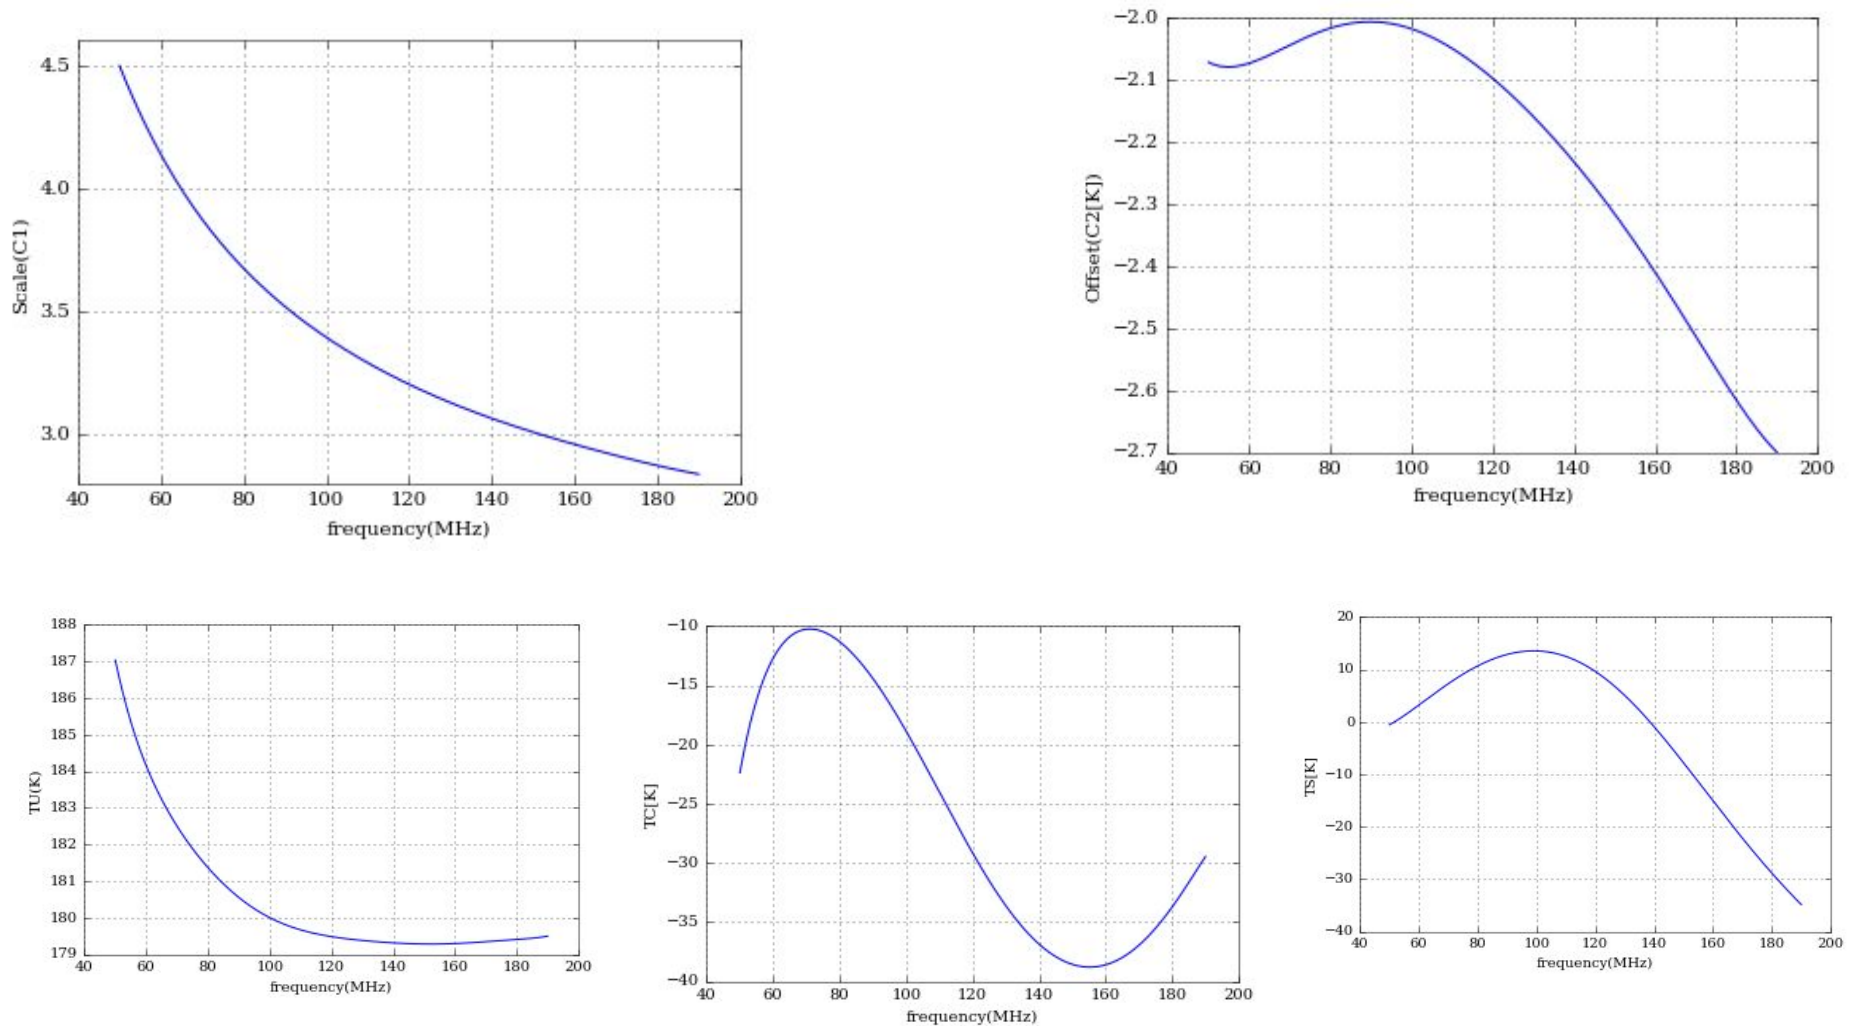 4.5
4.0
3.5
3.0
Scale(C1)
40 60 80 100 120 140 160 180 200
frequency(MHz)
−2.0
−2.1
−2.2
−2.3
−2.4
−2.5
−2.6
−2.7
Offset(C2[K])
40 60 80 100 120 140 160 180 200
frequency(MHz)
188
187
186
185
184
183
182
181
180
179
TU(K)
40 60 80 100 120 140 160 180 200
frequency(MHz)
−10
−15
−20
−25
−30
−35
−40
TC[K]
40 60 80 100 120 140 160 180 200
frequency(MHz)
20
10
0
−10
−20
−30
−40
TS[K]
40 60 80 100 120 140 160 180 200
frequency(MHz)